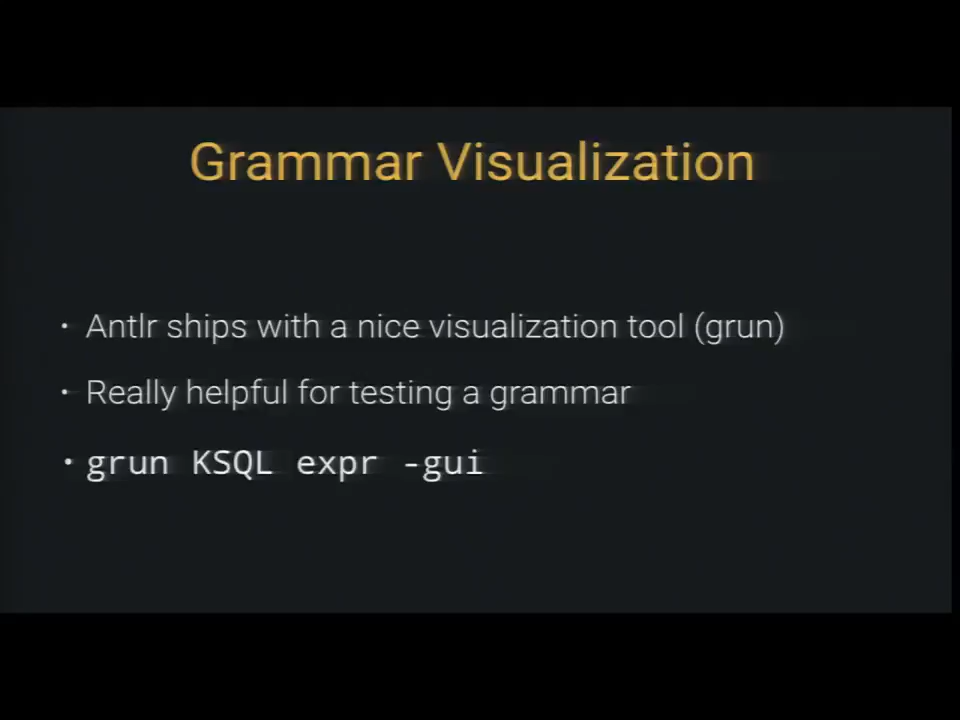 Grammar Visualization
• Antlr ships with a nice visualization tool (grun)
• Really helpful for testing a grammar
• grun KSQL expr -gui